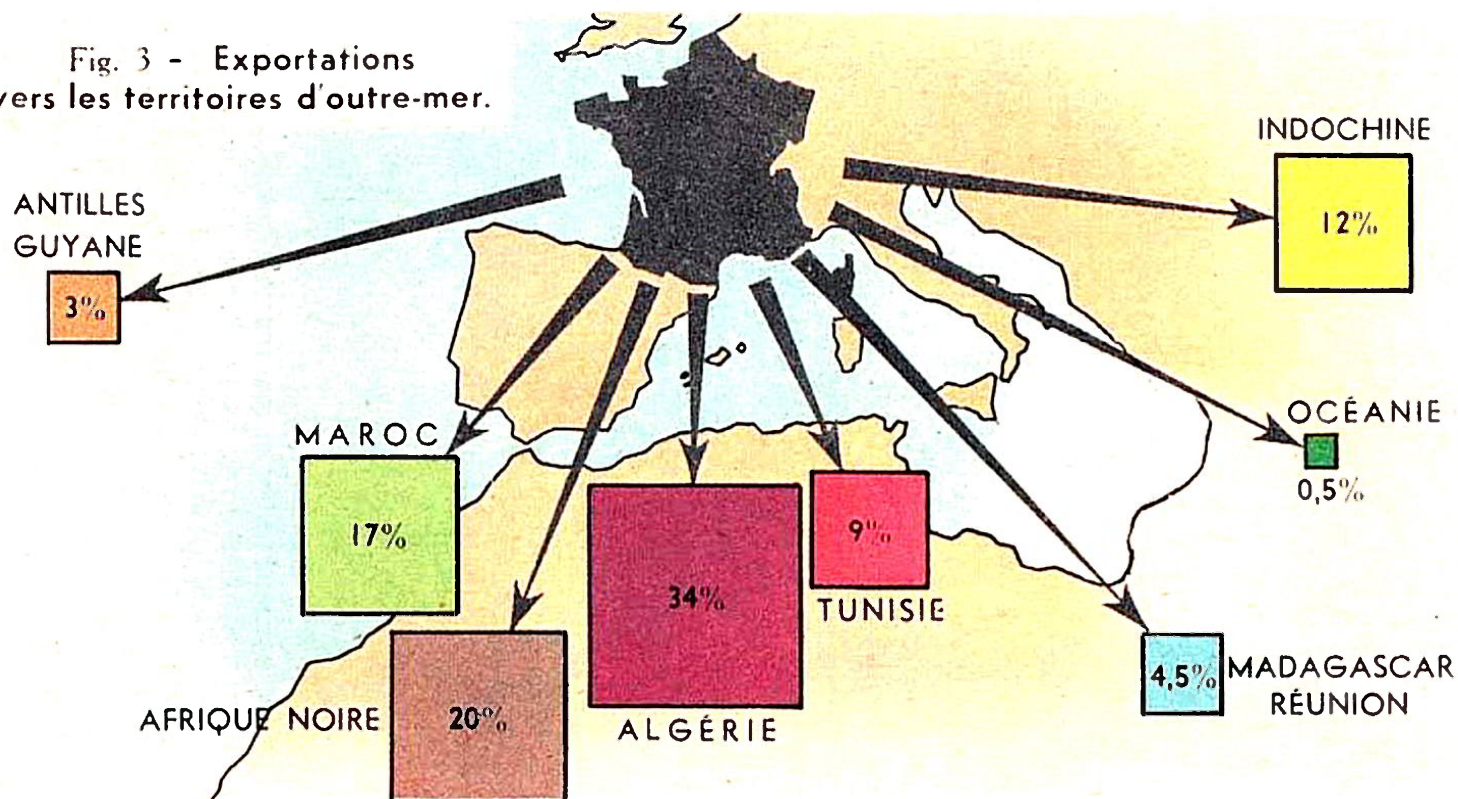 Fig. 3 - Exportations
vers les territoires d'outre-mer.
INDOCHINE
12%
ANTILLES
GUYANE
3%
OCÉANIE
0,5%
MAROC
17%
9%
TUNISIE
34%
ALGÉRIE
4,5%
MADAGASCAR
RÉUNION
AFRIQUE NOIRE
20%